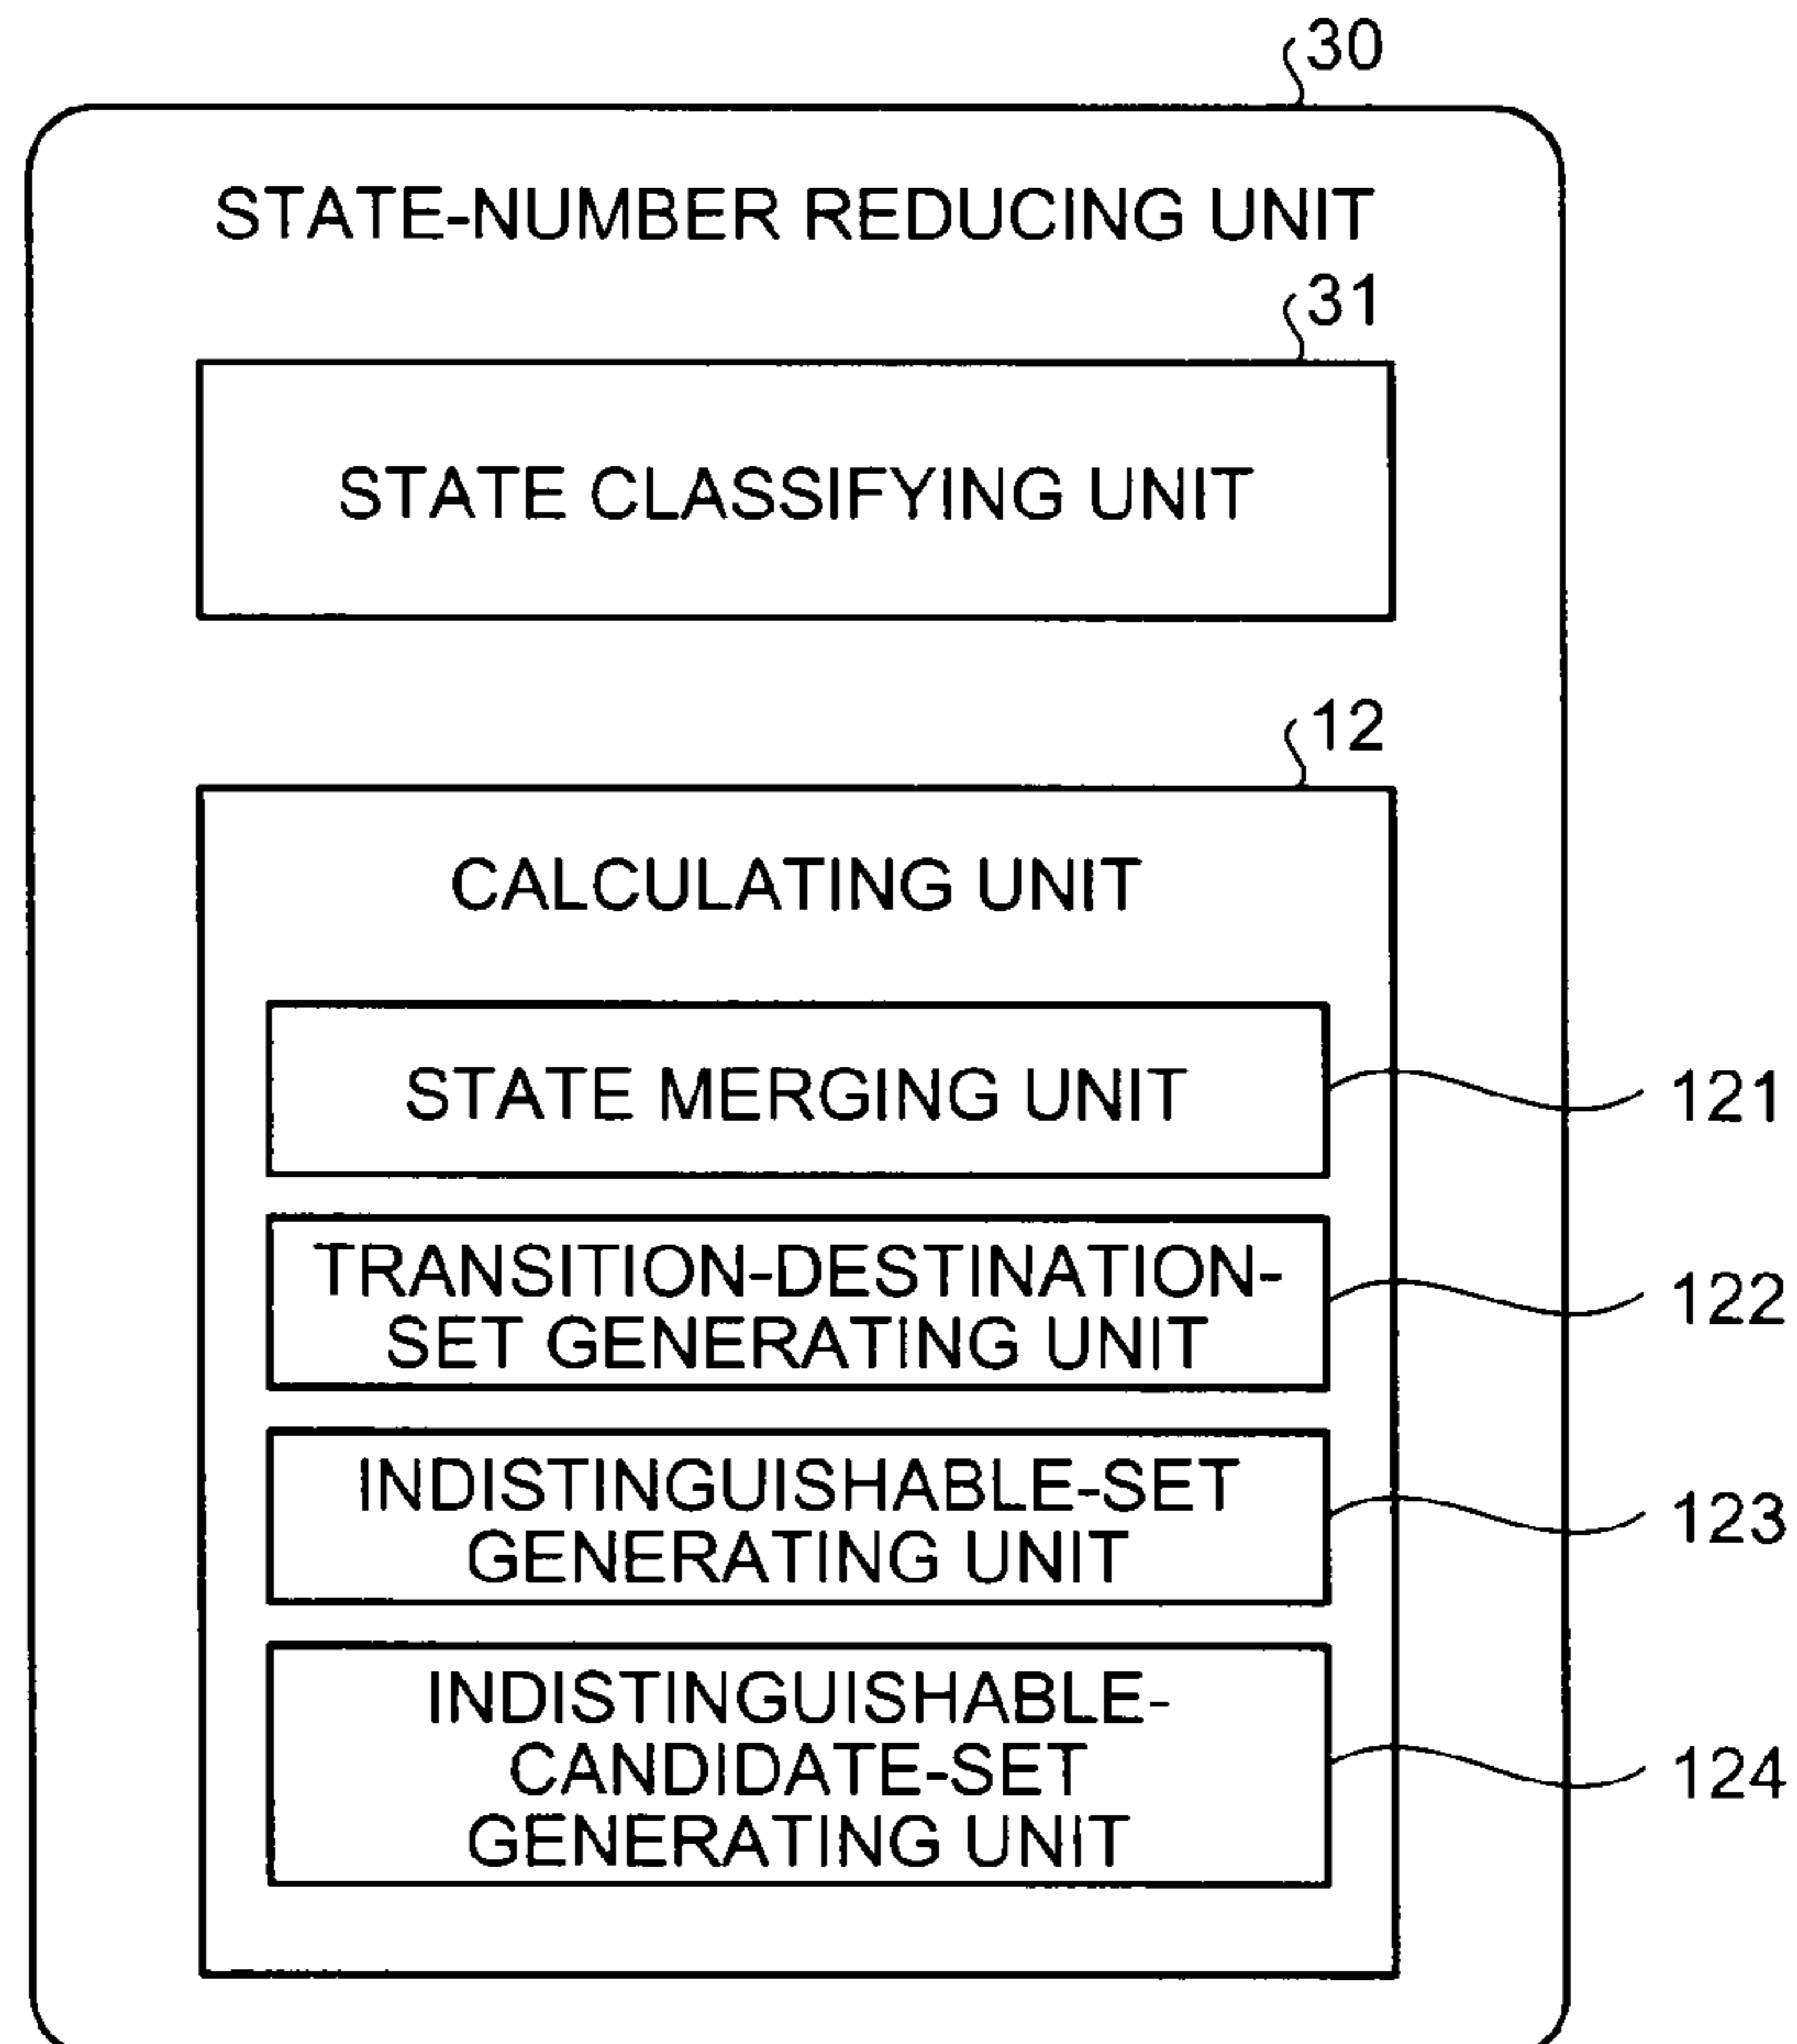 30
STATE-NUMBER REDUCING UNIT
31
STATE CLASSIFYING UNIT
12
CALCULATING UNIT
STATE MERGING UNIT
121
TRANSITION-DESTINATION-
SET GENERATING UNIT
122
INDISTINGUISHABLE-SET
GENERATING UNIT
123
INDISTINGUISHABLE-
CANDIDATE-SET
GENERATING UNIT
124